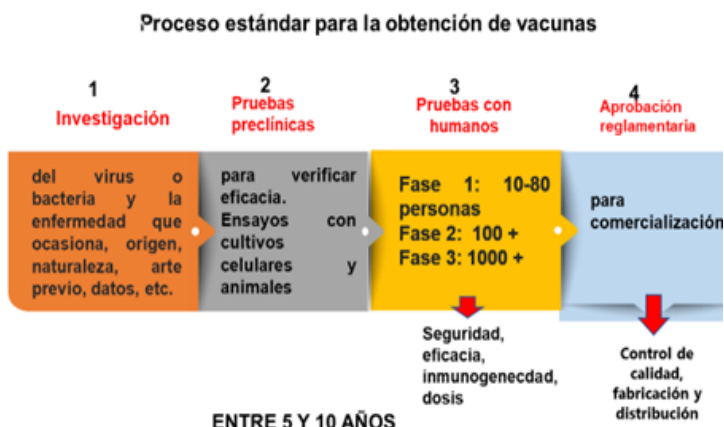 Proceso estándar para la obtención de vacunas
1
Investigación
del virus o
bacteria y la
enfermedad que
ocasiona, origen,
naturaleza, arte
previo, datos, etc.
2
Pruebas
preclínicas
para verificar
eficacia.
Ensayos con
cultivos
celulares y
animales
3
Pruebas con
humanos
Fase 1: 10-80
personas
Fase 2: 100 +
Fase 3: 1000 +
Seguridad,
eficacia,
inmunogenecdad,
dosis
4
Aprobación
reglamentaria
para
comercialización
Control de
calidad,
fabricación y
distribución
ENTRE 5 Y 10 AÑOS